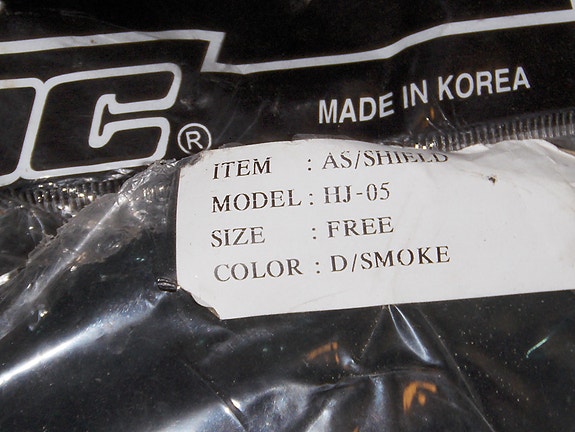 MADE IN KOREA
®
ITEM : AS/SHIELD
MODEL : HJ-05
SIZE : FREE
COLOR : D/SMOKE